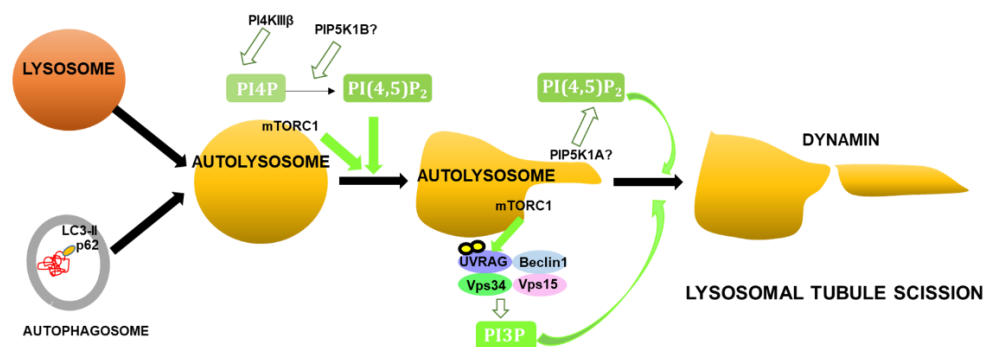 PI4KIIIβ
PIP5K1B?
LYSOSOME
PI4P
PI(4,5)P₂
PI(4,5)P₂
mTORC1
DYNAMIN
AUTOLYSOSOME
PIP5K1A?
AUTOLYSOSOME
mTORC1
LC3-II
p62
UVRAG
Beclin1
Vps34
Vps15
LYSOSOMAL TUBULE SCISSION
AUTOPHAGOSOME
PI3P